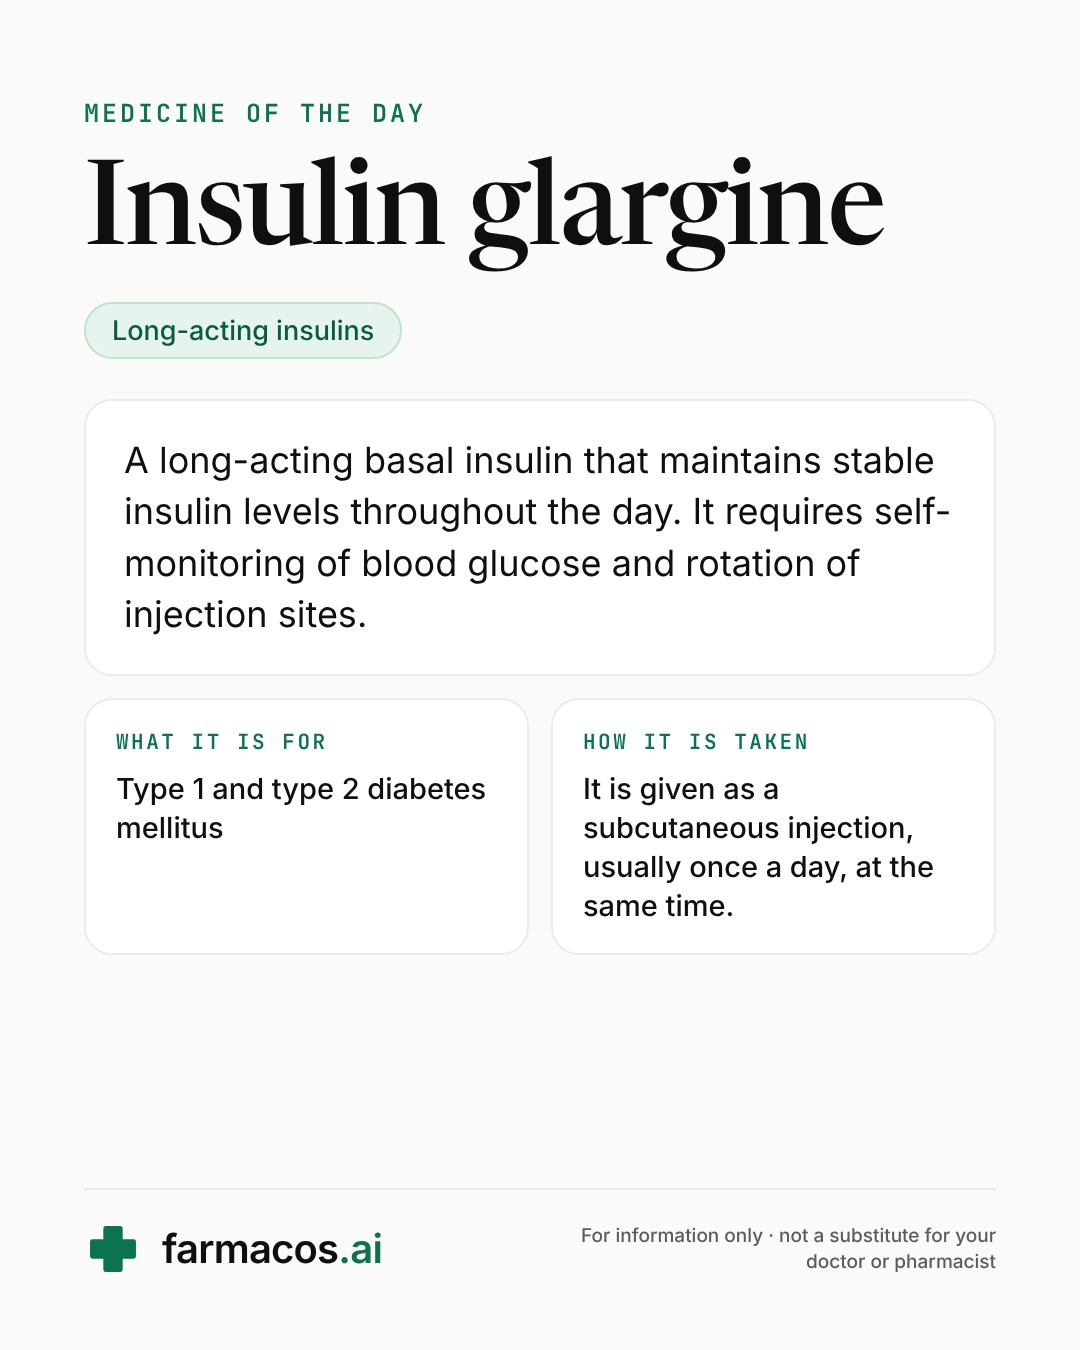 MEDICINE OF THE DAY
Insulin glargine
Long-acting insulins
A long-acting basal insulin that maintains stable
insulin levels throughout the day. It requires self-
monitoring of blood glucose and rotation of
injection sites.
WHAT IT IS FOR
Type 1 and type 2 diabetes
mellitus
HOW IT IS TAKEN
It is given as a
subcutaneous injection,
usually once a day, at the
same time.
farmacos.ai
For information only · not a substitute for your
doctor or pharmacist